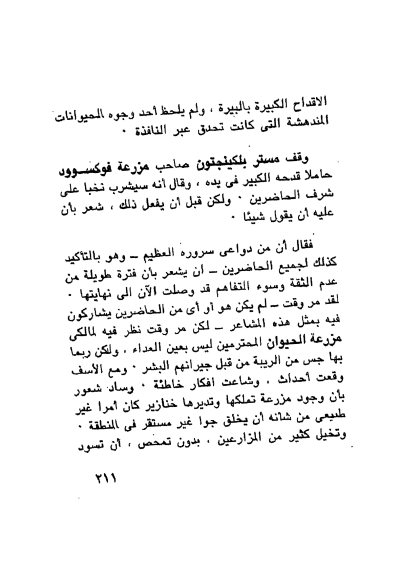 الاقداح الكبيرة بالبيرة ، ولم يلحظ أحد وجوه الحيوانات
المندهشة التى كانت تحدق عبر النافذة .
وقف مستر بلكينجتون صاحب مزرعة فوكسوود
حاملا قدحه الكبير فى يده ، وقال أنه سيشرب نخبا على
شرف الحاضرين . ولكن قبل أن يفعل ذلك ، شعر بأن
عليه أن يقول شيئا .
فقال أن من دواعى سروره العظيم – وهو بالتأكيد
كذلك لجميع الحاضرين – ان يشعر بأن فترة طويلة من
عدم الثقة وسوء التفاهم قد وصلت الآن الى نهايتها .
لقد مر وقت – لم يكن هو أو أى من الحاضرين يشاركون
فيه بمثل هذه المشاعر – لكن مر وقت نظر فيه لمالكى
مزرعة الحيوان المحترمين ليس بعين العداء ، ولكن ربما
بها جس من الريبة من قبل جيرانهم البشر . ومع الأسف
وقعت أحداث ، وشاعت افكار خاطئة . وساد شعور
بأن وجود مزرعة تملكها وتديرها خنازير كان أمرا غير
طبيعى من شأنه أن يخلق جوا غير مستقر فى المنطقة .
وتخيل كثير من المزارعين ، بدون تمحص ، أن تسود
٢١١